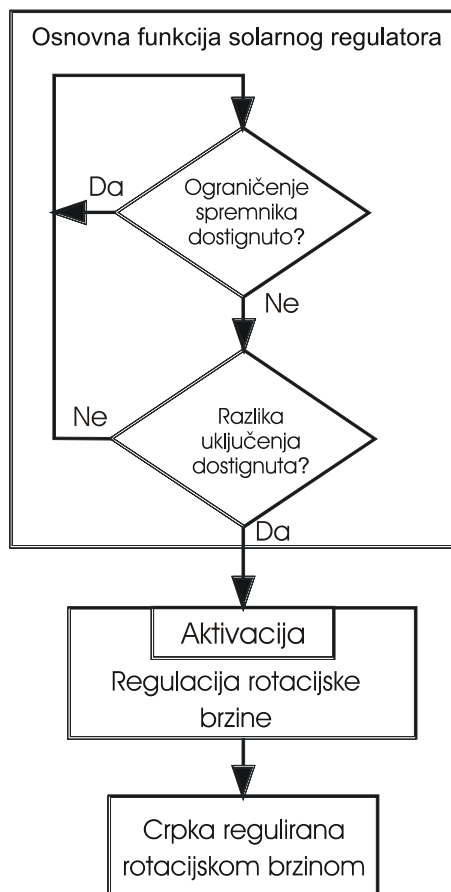 Osnovna funkcija solarnog regulatora
Da
Ograničenje
spremnika
dostignuto?
Ne
Ne
Razlika
uključenja
dostignuta?
Da
Aktivacija
Regulacija rotacijske
brzine
Crpka regulirana
rotacijskom brzinom